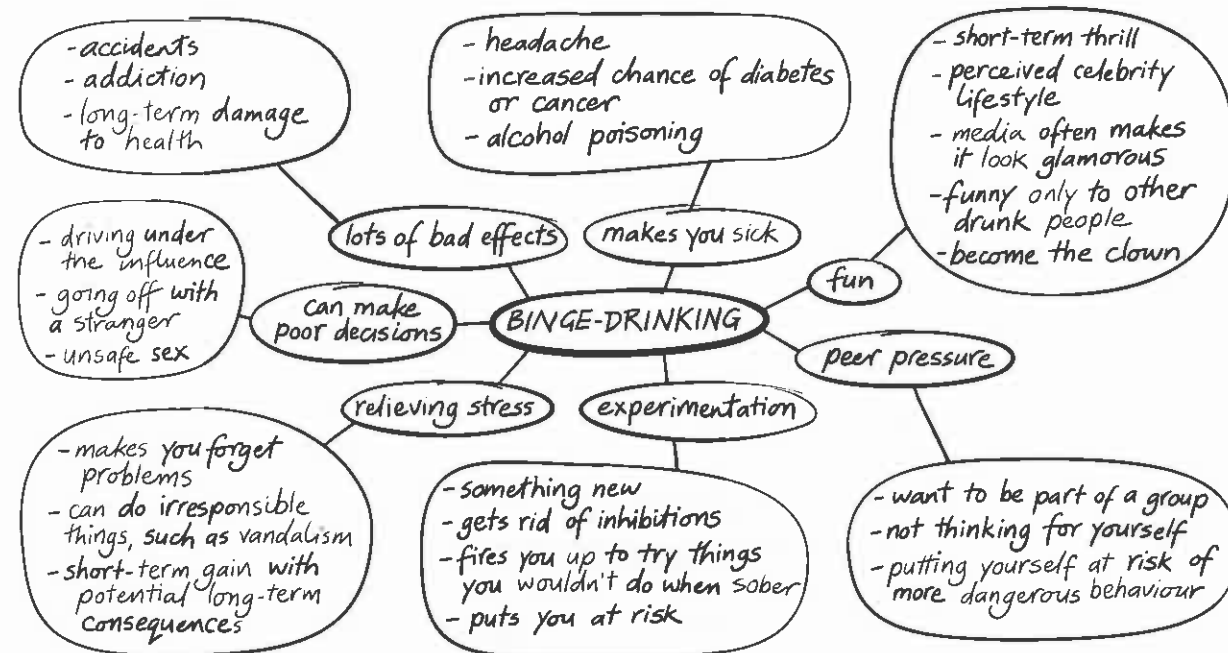 - accidents
- addiction
- long-term damage
to health
- headache
- increased chance of diabetes
or cancer
- alcohol poisoning
- short-term thrill
- perceived celebrity
lifestyle
- media often makes
it look glamorous
- funny only to other
drunk people
- become the clown
lots of bad effects
makes you sick
fun
- driving under
the influence
- going off with
a stranger
- unsafe sex
can make
poor decisions
BINGE-DRINKING
peer pressure
relieving stress
experimentation
- makes you forget
problems
- can do irresponsible
things, such as vandalism
- short-term gain with
potential long-term
consequences
- something new
- gets rid of inhibitions
- fires you up to try things
you wouldn't do when sober
- puts you at risk
- want to be part of a group
- not thinking for yourself
- putting yourself at risk of
more dangerous behaviour